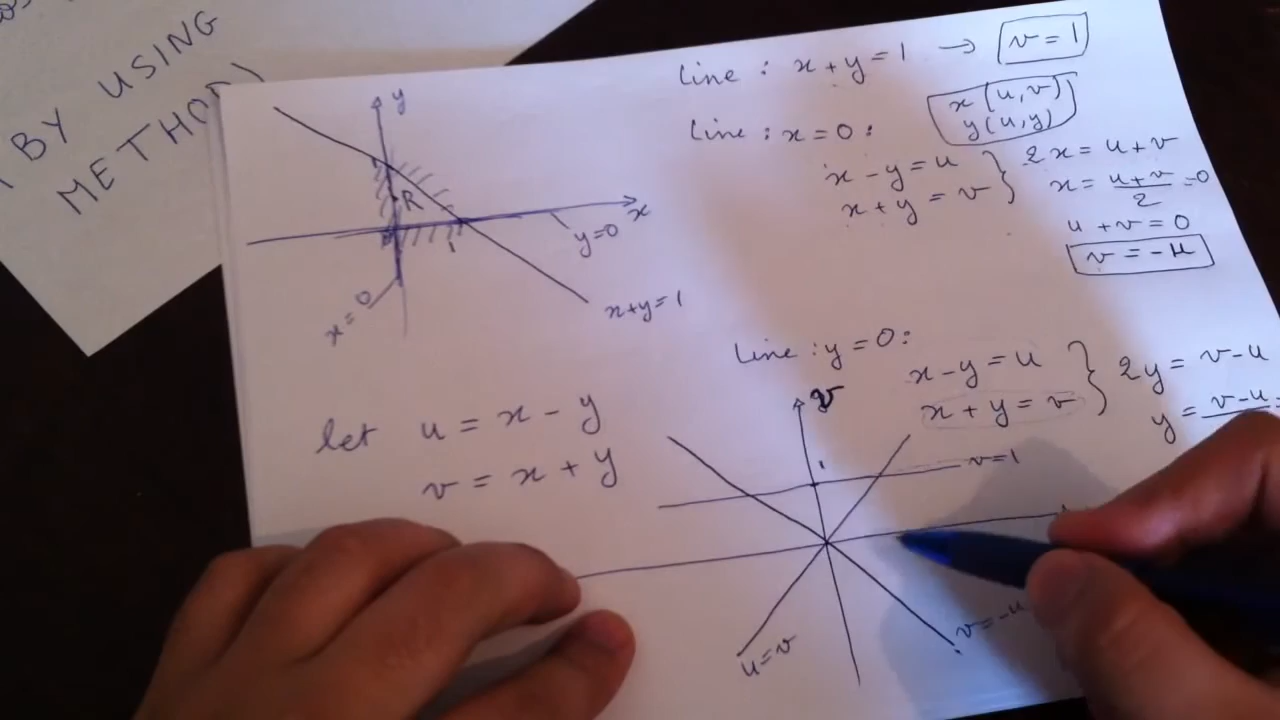 BY USING
METHOD)
Line : x + y = 1 → v = 1
x (u, v)
y (u, y)
Line : x = 0 :
x - y = u
x + y = v
2x = u + v
x = u+v/2 = 0
u + v = 0
v = -u
y
R
x
1
y=0
x=0
x+y=1
Line : y = 0 :
x - y = u
x + y = v
2y = v - u
y = v-u
let u = x - y
v = x + y
v
1
v=1
u=v
v=-u